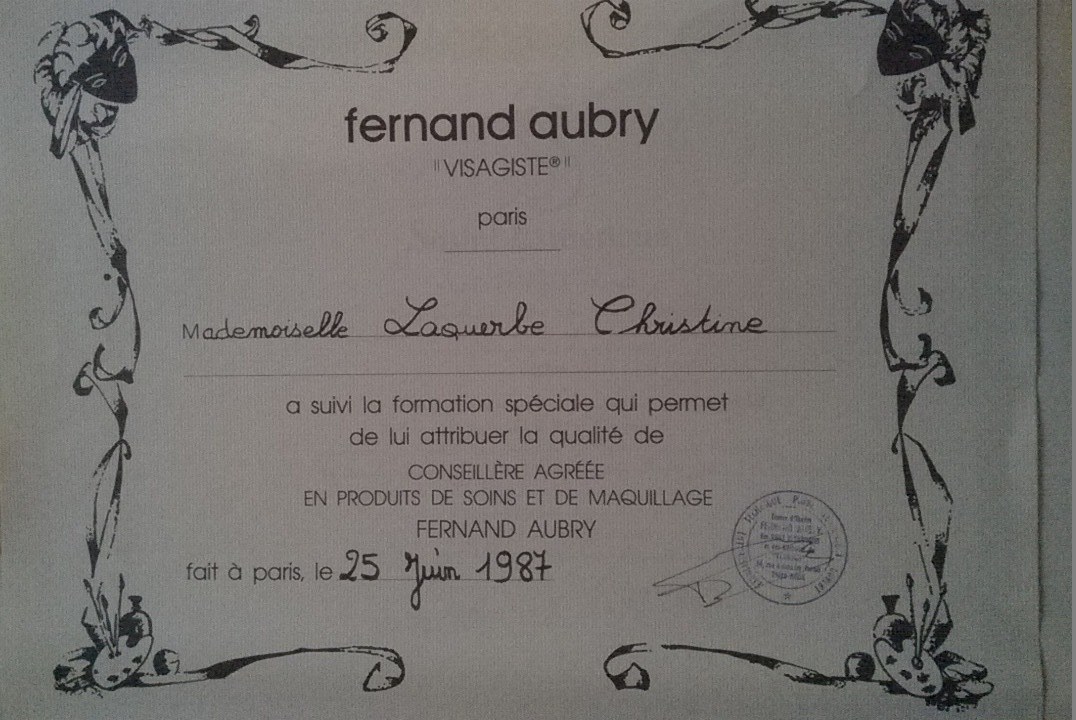 fernand aubry
"VISAGISTE®"
paris
Mademoiselle Laquerbe Christine
a suivi la formation spéciale qui permet
de lui attribuer la qualité de
CONSEILLÈRE AGRÉÉE
EN PRODUITS DE SOINS ET DE MAQUILLAGE
FERNAND AUBRY
fait à paris, le 25 Juin 1987